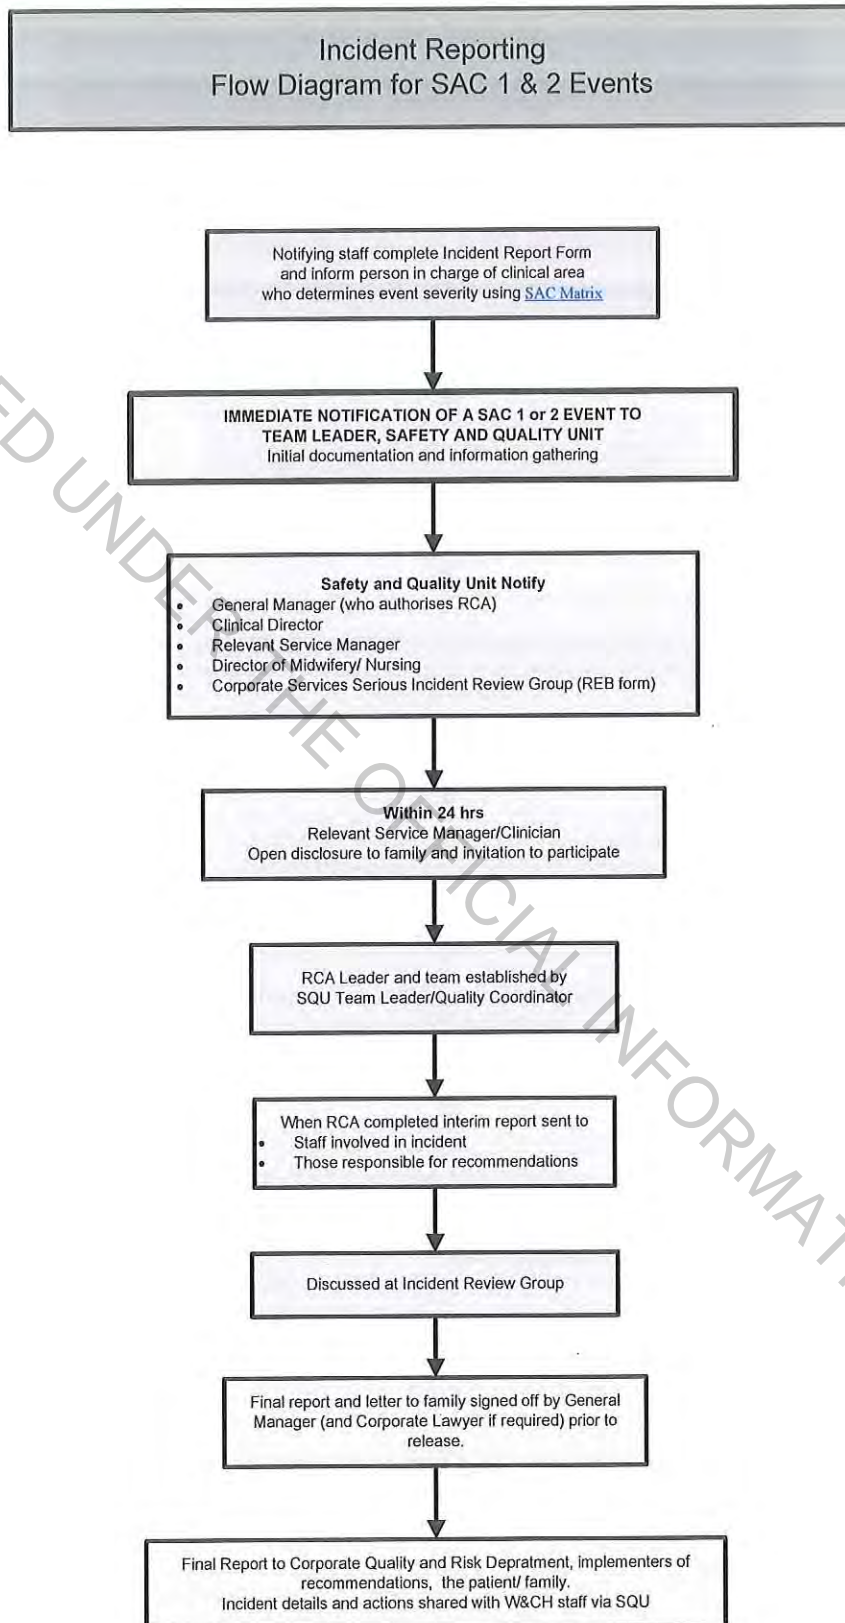 Incident Reporting
Flow Diagram for SAC 1 & 2 Events
Notifying staff complete Incident Report Form
and inform person in charge of clinical area
who determines event severity using SAC Matrix
IMMEDIATE NOTIFICATION OF A SAC 1 or 2 EVENT TO
TEAM LEADER, SAFETY AND QUALITY UNIT
Initial documentation and information gathering
Safety and Quality Unit Notify
• General Manager (who authorises RCA)
• Clinical Director
• Relevant Service Manager
• Director of Midwifery/ Nursing
• Corporate Services Serious Incident Review Group (REB form)
Within 24 hrs
Relevant Service Manager/Clinician
Open disclosure to family and invitation to participate
RCA Leader and team established by
SQU Team Leader/Quality Coordinator
When RCA completed interim report sent to
• Staff involved in incident
• Those responsible for recommendations
Discussed at Incident Review Group
Final report and letter to family signed off by General
Manager (and Corporate Lawyer if required) prior to
release.
Final Report to Corporate Quality and Risk Depratment, implementers of
recommendations, the patient/ family.
Incident details and actions shared with W&CH staff via SQU
UNDER THE OFFICIAL